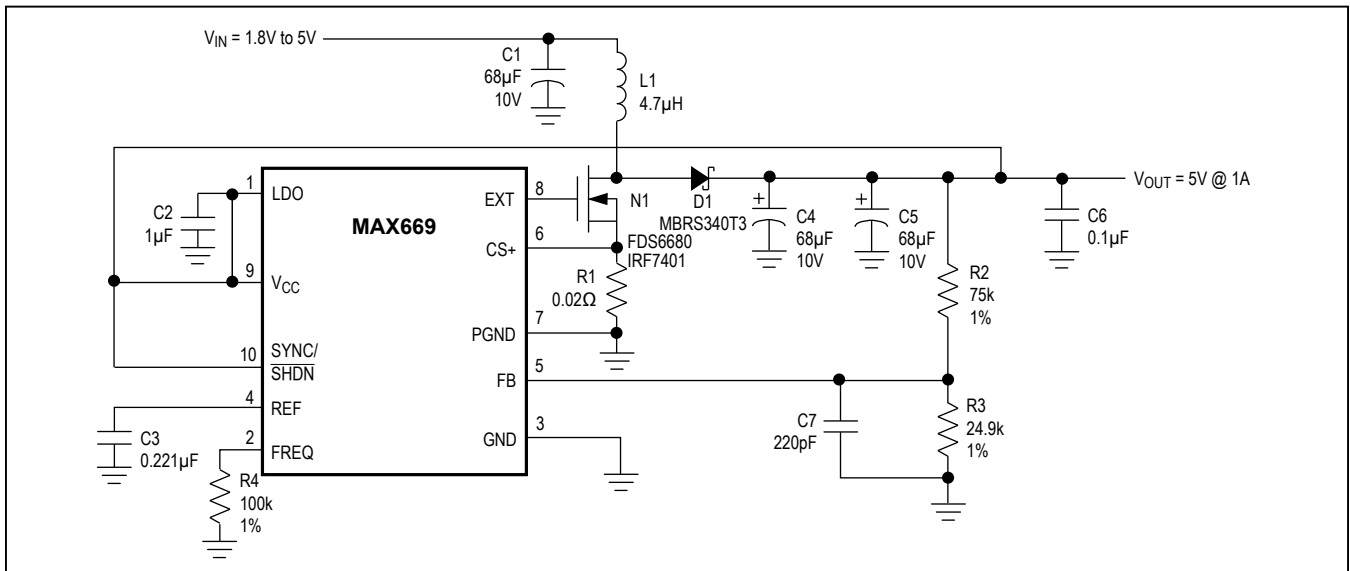 VIN = 1.8V to 5V
C1
68µF
10V
L1
4.7µH
1
LDO
C2
1µF
MAX669
EXT
8
N1
FDS6680
IRF7401
D1
MBRS340T3
C4
68µF
10V
C5
68µF
10V
VOUT = 5V @ 1A
C6
0.1µF
6
CS+
9
VCC
R1
0.02Ω
R2
75k
1%
7
PGND
10
SYNC/
SHDN
5
FB
4
REF
C3
0.221µF
2
FREQ
R4
100k
1%
3
GND
C7
220pF
R3
24.9k
1%